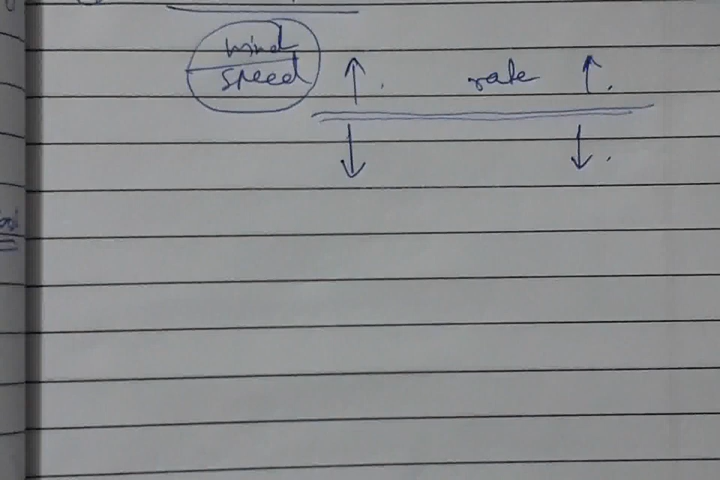 wind
speed ↑. rate ↑.
↓ ↓.